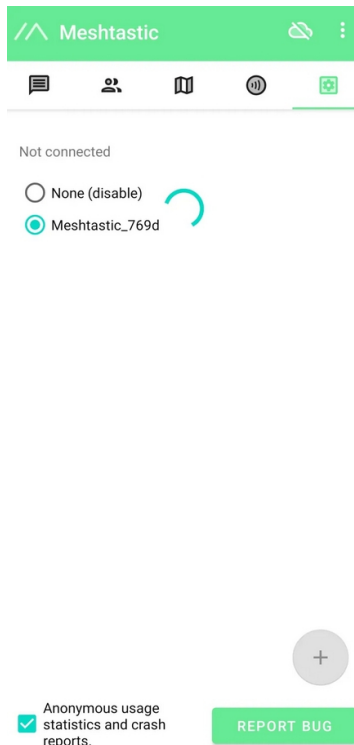 Meshtastic
Not connected
None (disable)
Meshtastic_769d
Anonymous usage
statistics and crash
reports.
REPORT BUG